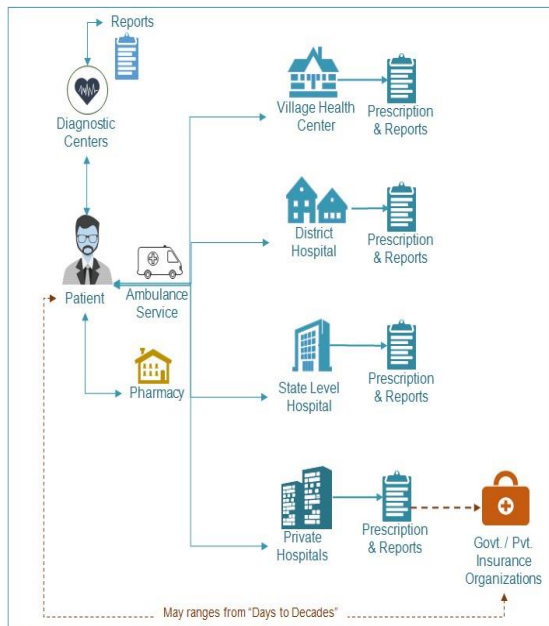 Reports
Diagnostic
Centers
Patient
Ambulance
Service
Pharmacy
Village Health
Center
Prescription
& Reports
District
Hospital
Prescription
& Reports
State Level
Hospital
Prescription
& Reports
Private
Hospitals
Prescription
& Reports
Govt. / Pvt.
Insurance
Organizations
May ranges from “Days to Decades”